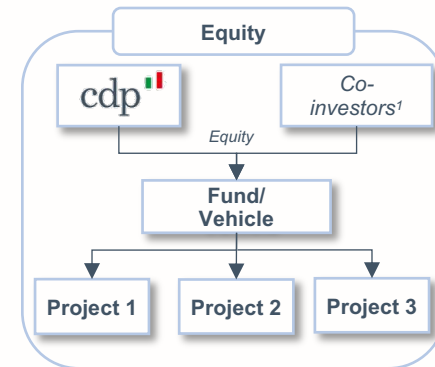 Equity
cdp
Co-
investors¹
Equity
Fund/
Vehicle
Project 1
Project 2
Project 3